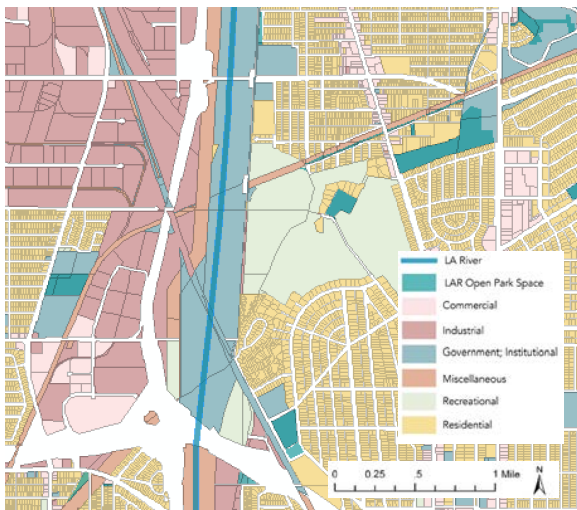 LA River
LAR Open Park Space
Commercial
Industrial
Government; Institutional
Miscellaneous
Recreational
Residential
0 0.25 .5 1 Mile N